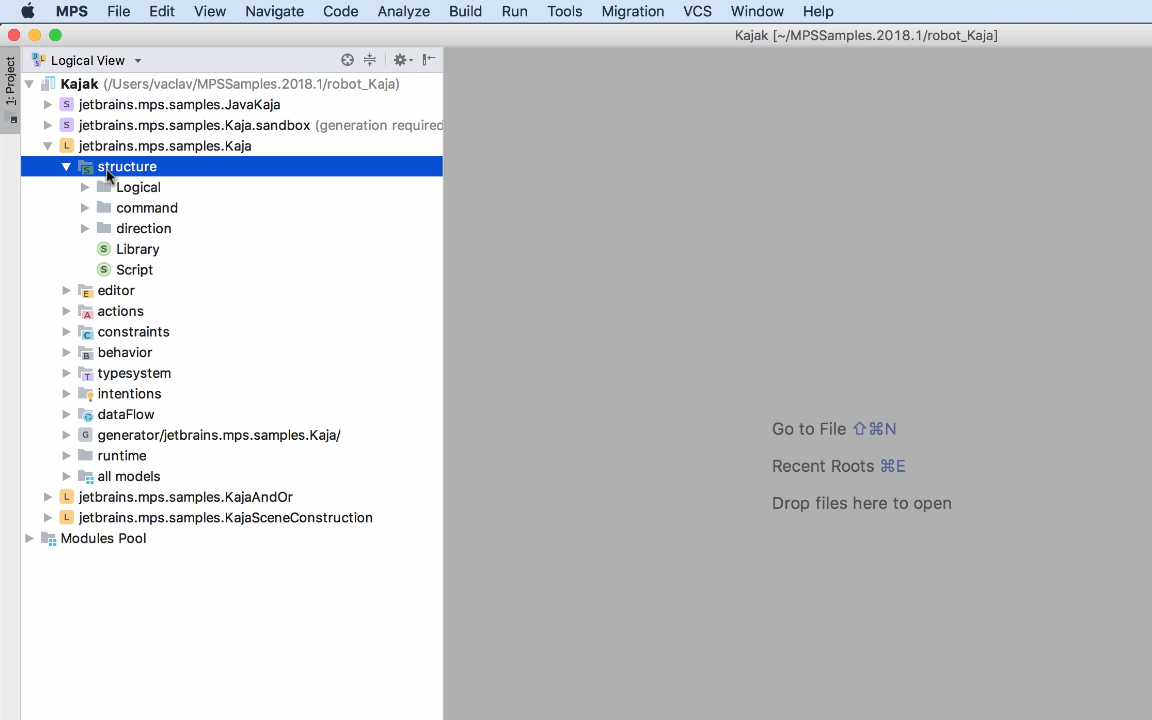 MPS File Edit View Navigate Code Analyze Build Run Tools Migration VCS Window Help
Kajak [~/MPSSamples.2018.1/robot_Kaja]
1: Project
Logical View
Kajak (/Users/vaclav/MPSSamples.2018.1/robot_Kaja)
S jetbrains.mps.samples.JavaKaja
S jetbrains.mps.samples.Kaja.sandbox (generation required
L jetbrains.mps.samples.Kaja
S structure
Logical
command
direction
S Library
S Script
E editor
A actions
C constraints
B behavior
T typesystem
intentions
dataFlow
G generator/jetbrains.mps.samples.Kaja/
runtime
all models
L jetbrains.mps.samples.KajaAndOr
L jetbrains.mps.samples.KajaSceneConstruction
Modules Pool
Go to File ⇧⌘N
Recent Roots ⌘E
Drop files here to open